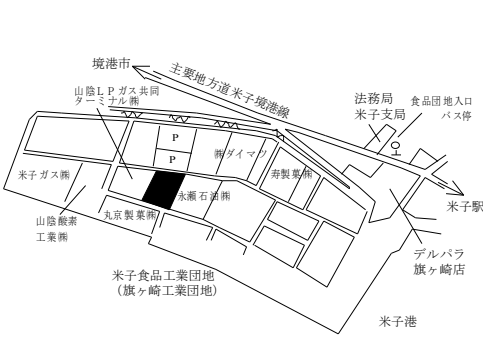 境港市
主要地方道米子境港線
山陰LPガス共同
ターミナル㈱
法務局
米子支局
食品団地入口
バス停
P
P
㈱ダイマツ
米子ガス㈱
寿製菓㈱
永瀬石油㈱
丸京製菓㈱
山陰酸素
工業㈱
米子駅
デルパラ
旗ヶ崎店
米子食品工業団地
（旗ヶ崎工業団地）
米子港